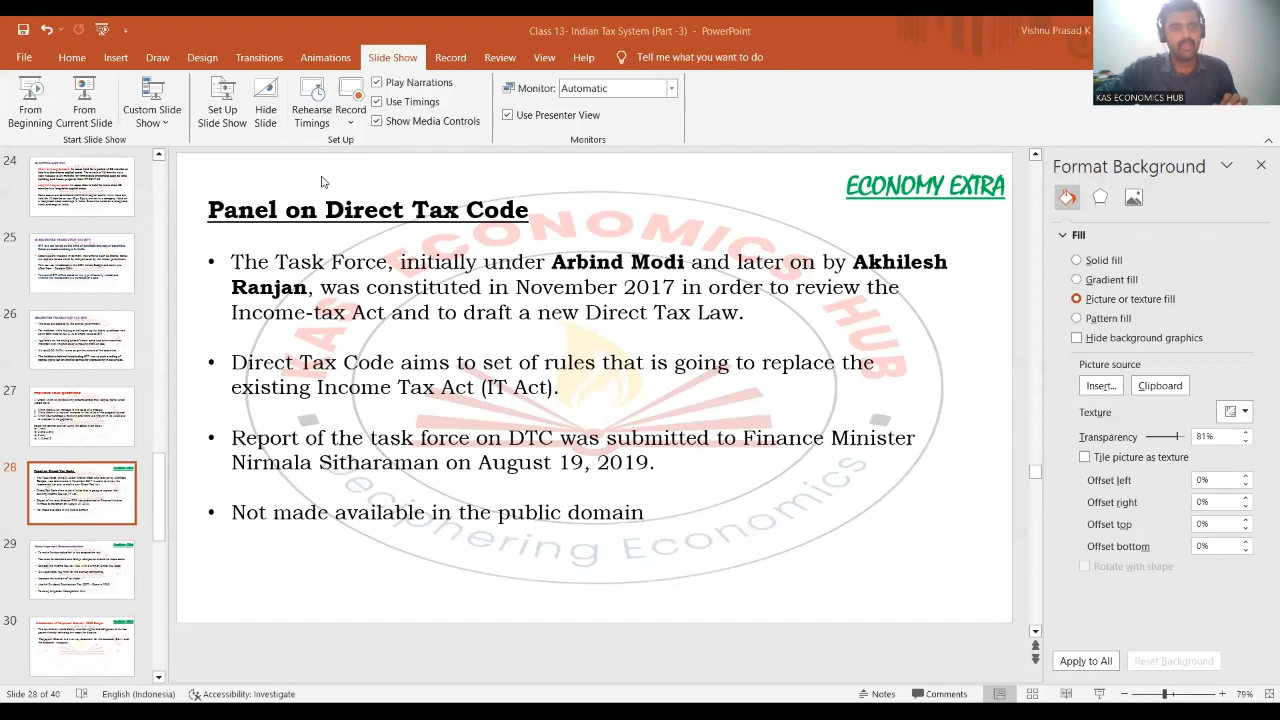 Class 13- Indian Tax System (Part -3) - PowerPoint
Vishnu Prasad K
KAS ECONOMICS HUB
File Home Insert Draw Design Transitions Animations Slide Show Record Review View Help Tell me what you want to do
From Beginning
From Current Slide
Custom Slide Show
Set Up Slide Show
Hide Slide
Rehearse Timings
Record
Play Narrations
Use Timings
Show Media Controls
Monitor: Automatic
Use Presenter View
Start Slide Show
Set Up
Monitors
24
25
26
27
28
29
30
ECONOMY EXTRA
Panel on Direct Tax Code
• The Task Force, initially under Arbind Modi and later on by Akhilesh
Ranjan, was constituted in November 2017 in order to review the
Income-tax Act and to draft a new Direct Tax Law.
• Direct Tax Code aims to set of rules that is going to replace the
existing Income Tax Act (IT Act).
• Report of the task force on DTC was submitted to Finance Minister
Nirmala Sitharaman on August 19, 2019.
• Not made available in the public domain
KAS ECONOMICS HUB
Deciphering Economics
Format Background
Fill
Solid fill
Gradient fill
Picture or texture fill
Pattern fill
Hide background graphics
Picture source
Insert... Clipboard
Texture
Transparency 81%
Tile picture as texture
Offset left 0%
Offset right 0%
Offset top 0%
Offset bottom 0%
Rotate with shape
Apply to All Reset Background
Slide 28 of 40 English (Indonesia) Accessibility: Investigate Notes Comments 79%